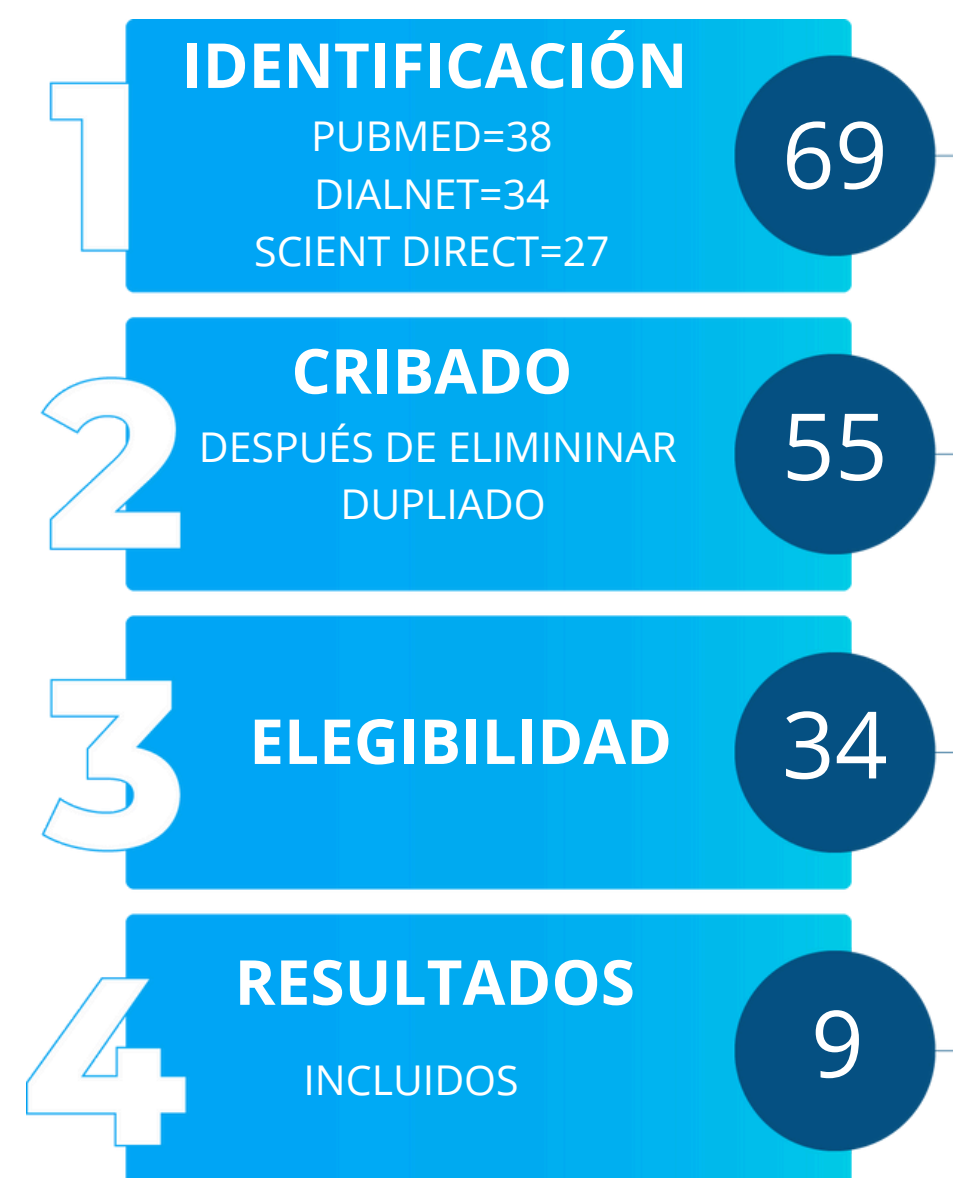 1
IDENTIFICACIÓN
PUBMED=38
DIALNET=34
SCIENT DIRECT=27
69
2
CRIBADO
DESPUÉS DE ELIMININAR
DUPLIADO
55
3
ELEGIBILIDAD
34
4
RESULTADOS
INCLUIDOS
9